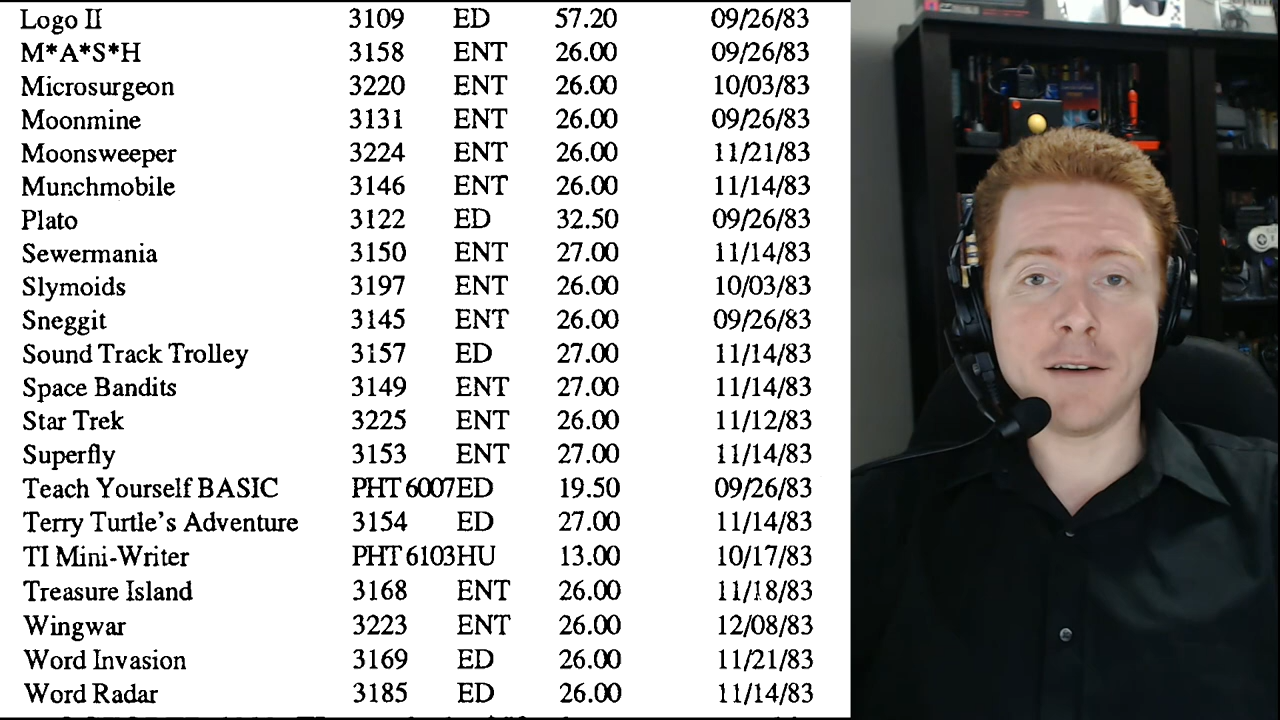 Logo II 3109 ED 57.20 09/26/83
M*A*S*H 3158 ENT 26.00 09/26/83
Microsurgeon 3220 ENT 26.00 10/03/83
Moonmine 3131 ENT 26.00 09/26/83
Moonsweeper 3224 ENT 26.00 11/21/83
Munchmobile 3146 ENT 26.00 11/14/83
Plato 3122 ED 32.50 09/26/83
Sewermania 3150 ENT 27.00 11/14/83
Slymoids 3197 ENT 26.00 10/03/83
Sneggit 3145 ENT 26.00 09/26/83
Sound Track Trolley 3157 ED 27.00 11/14/83
Space Bandits 3149 ENT 27.00 11/14/83
Star Trek 3225 ENT 26.00 11/12/83
Superfly 3153 ENT 27.00 11/14/83
Teach Yourself BASIC PHT 6007 ED 19.50 09/26/83
Terry Turtle's Adventure 3154 ED 27.00 11/14/83
TI Mini-Writer PHT 6103 HU 13.00 10/17/83
Treasure Island 3168 ENT 26.00 11/18/83
Wingwar 3223 ENT 26.00 12/08/83
Word Invasion 3169 ED 26.00 11/21/83
Word Radar 3185 ED 26.00 11/14/83